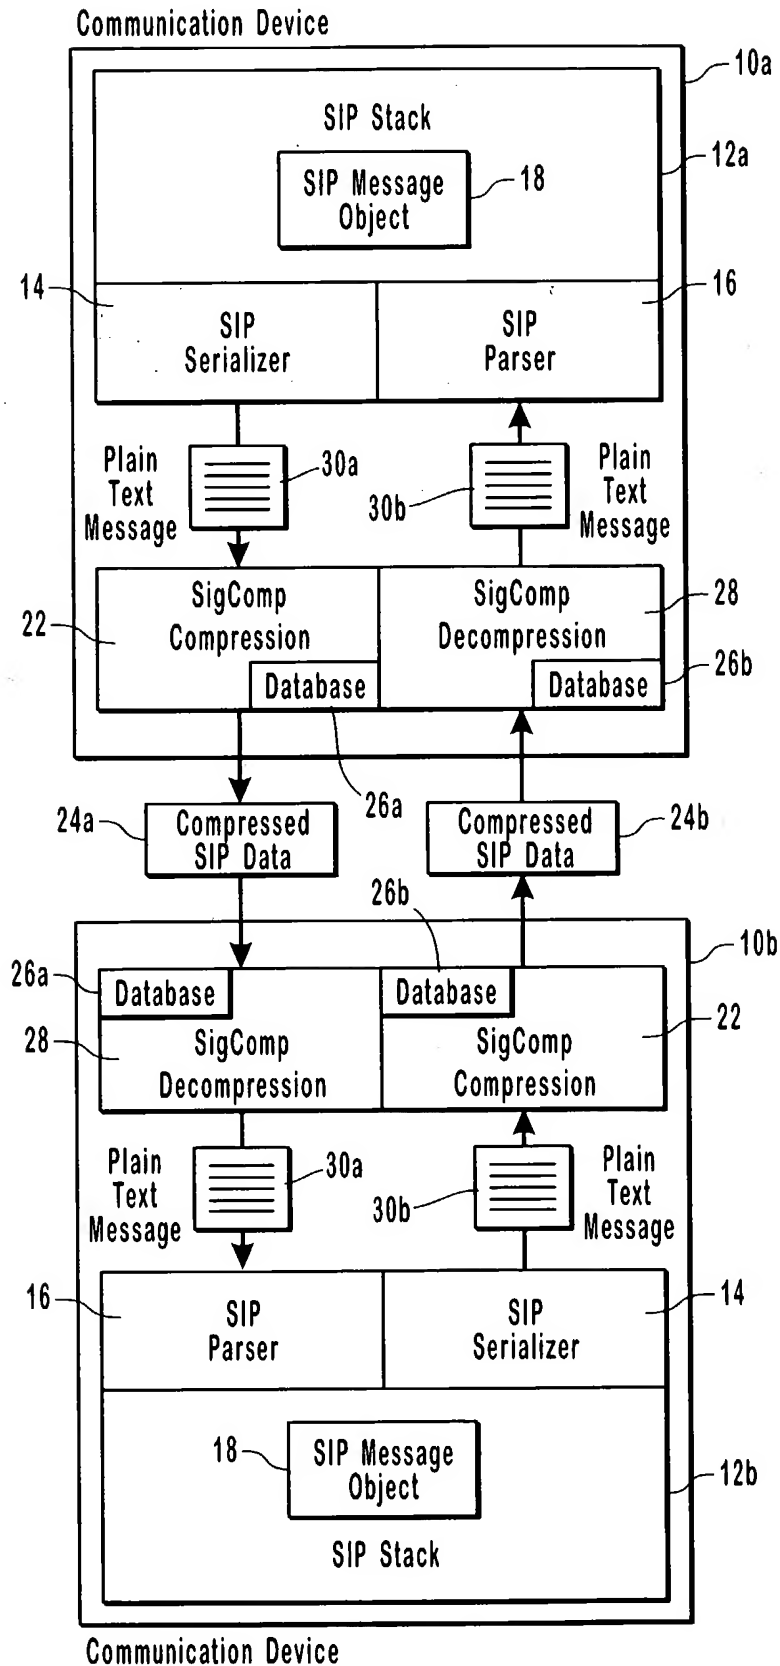 Communication Device
10a
SIP Stack
12a
SIP Message
Object
18
14
16
SIP
Serializer
SIP
Parser
Plain
Text
Message
30a
30b
Plain
Text
Message
22
SigComp
Compression
SigComp
Decompression
28
Database
Database
26b
26a
24a
Compressed
SIP Data
Compressed
SIP Data
24b
26b
10b
26a
Database
Database
28
SigComp
Decompression
SigComp
Compression
22
Plain
Text
Message
30a
30b
Plain
Text
Message
16
SIP
Parser
SIP
Serializer
14
18
SIP Message
Object
12b
SIP Stack
Communication Device